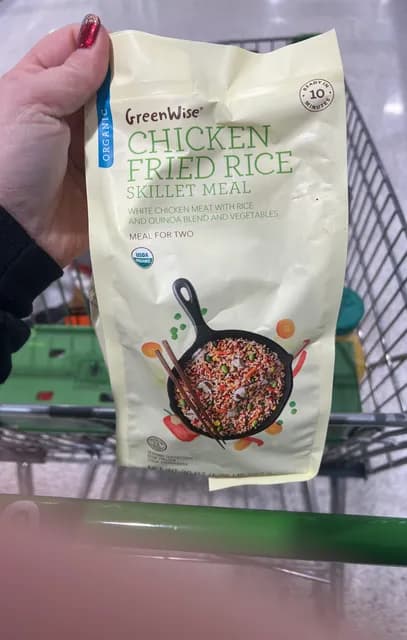 ORGANIC
GreenWise
READY IN
10
MINUTES
CHICKEN
FRIED RICE
SKILLET MEAL
WHITE CHICKEN MEAT WITH RICE
AND QUINOA BLEND AND VEGETABLES
MEAL FOR TWO
USDA
ORGANIC